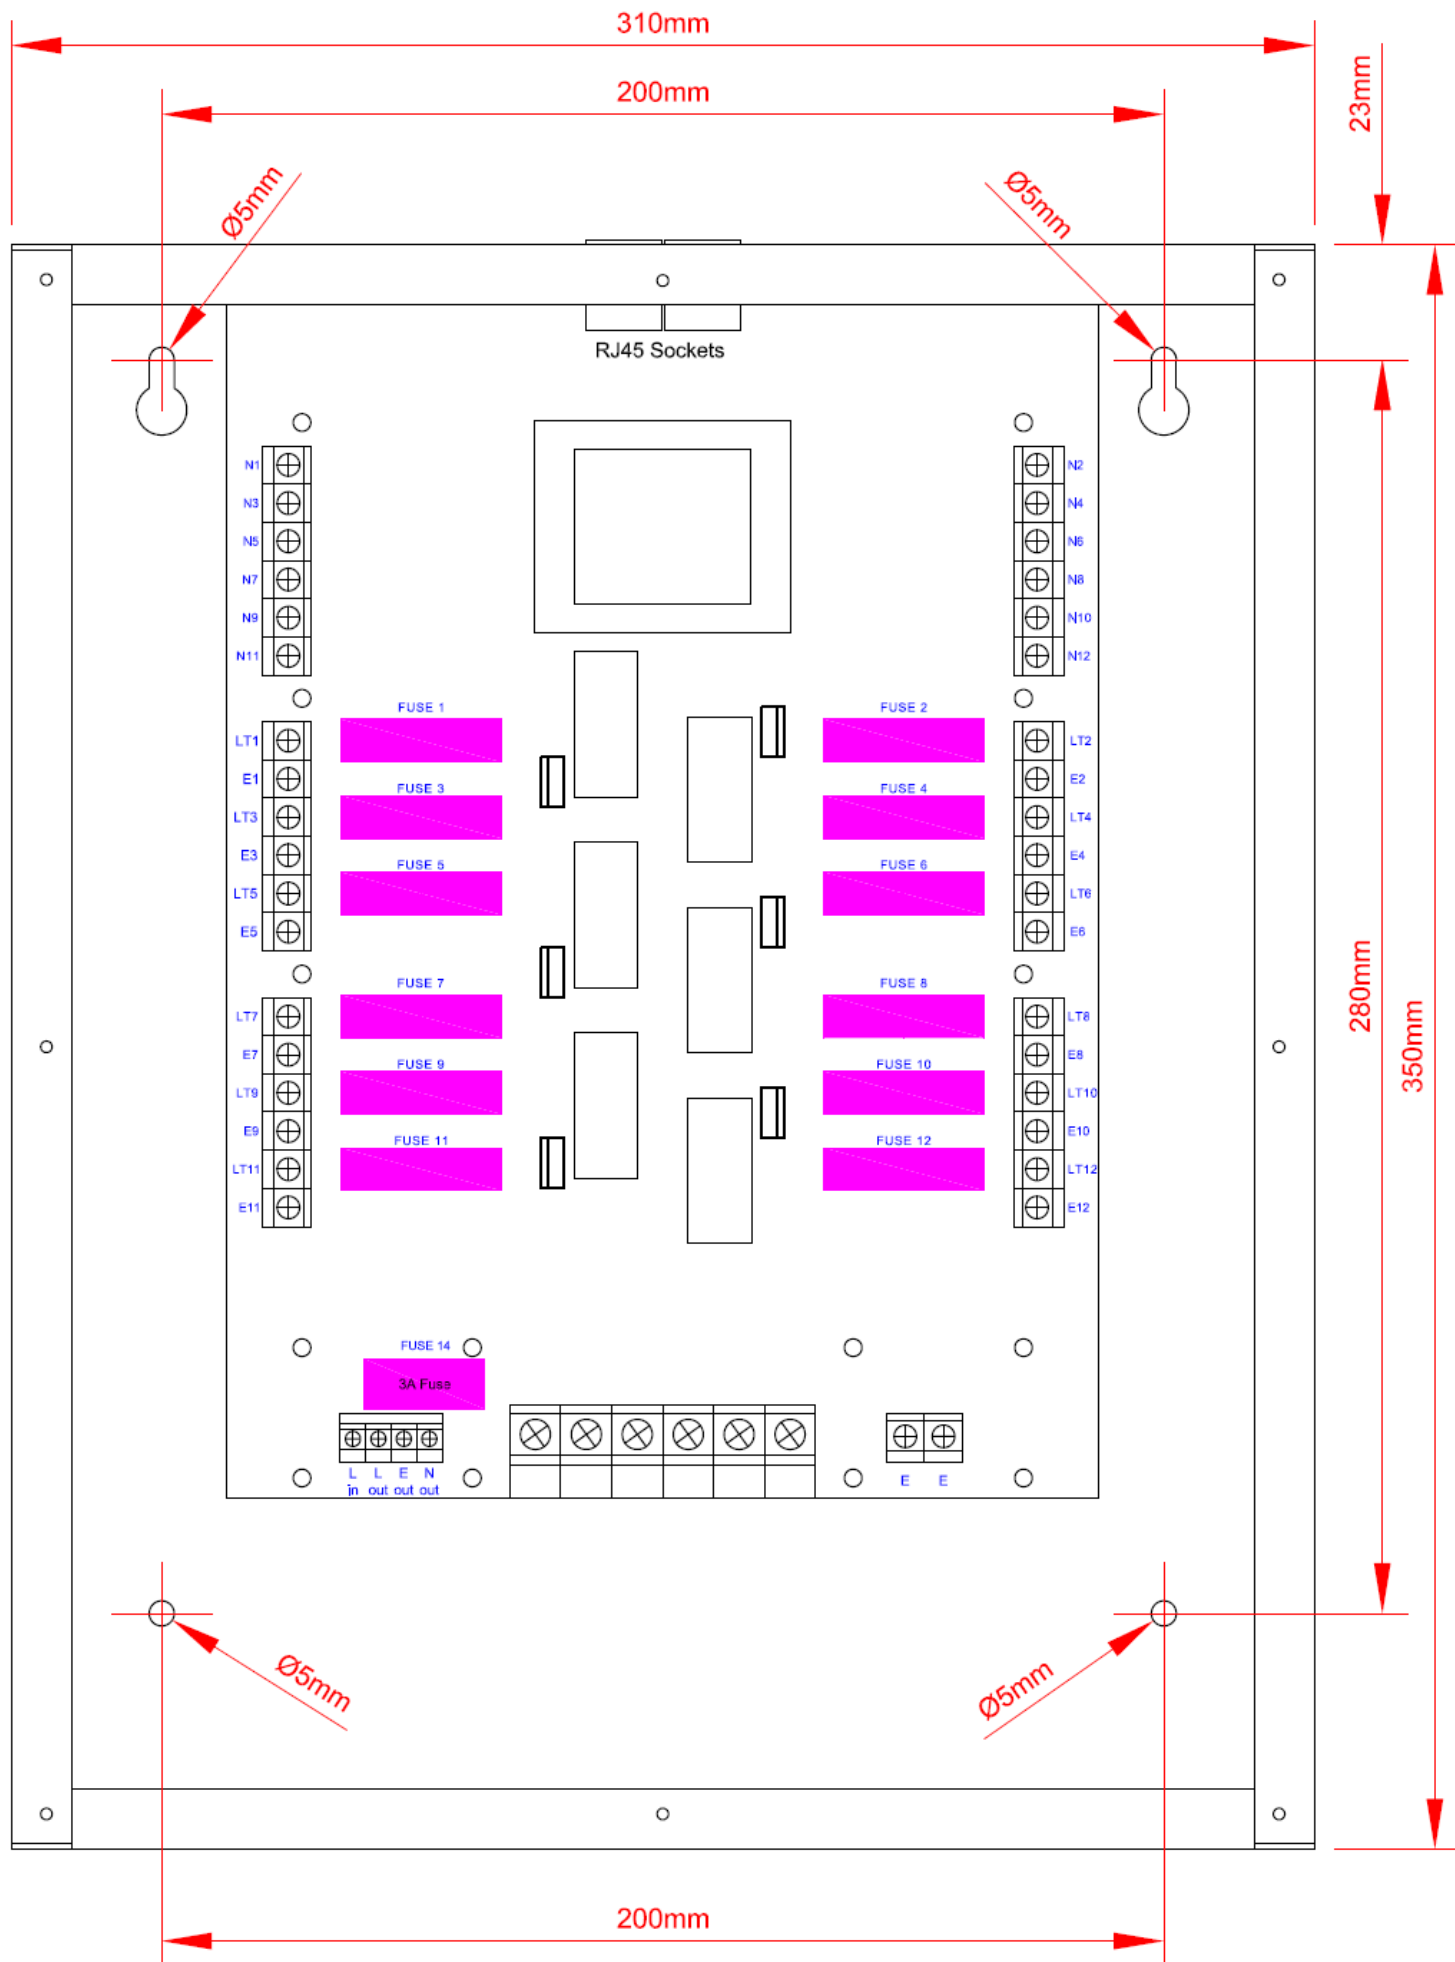 310mm
200mm
23mm
Ø5mm
Ø5mm
RJ45 Sockets
N1
N2
N3
N4
N5
N6
N7
N8
N9
N10
N11
N12
FUSE 1
FUSE 2
LT1
LT2
E1
E2
FUSE 3
FUSE 4
LT3
LT4
E3
E4
FUSE 5
FUSE 6
LT5
LT6
E5
E6
FUSE 7
FUSE 8
LT7
LT8
E7
E8
FUSE 9
FUSE 10
LT9
LT10
E9
E10
FUSE 11
FUSE 12
LT11
LT12
E11
E12
280mm
350mm
FUSE 14
3A Fuse
L L E N
in out out out
E E
Ø5mm
Ø5mm
200mm